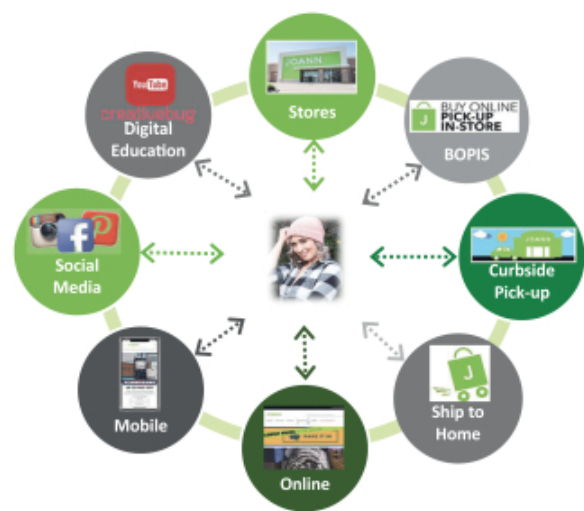 JOANN
Stores
BUY ONLINE
PICK-UP
IN-STORE
J
BOPIS
JOANN
Curbside
Pick-up
J
Ship to
Home
Online
Mobile
Social
Media
YouTube
creativebug
Digital
Education